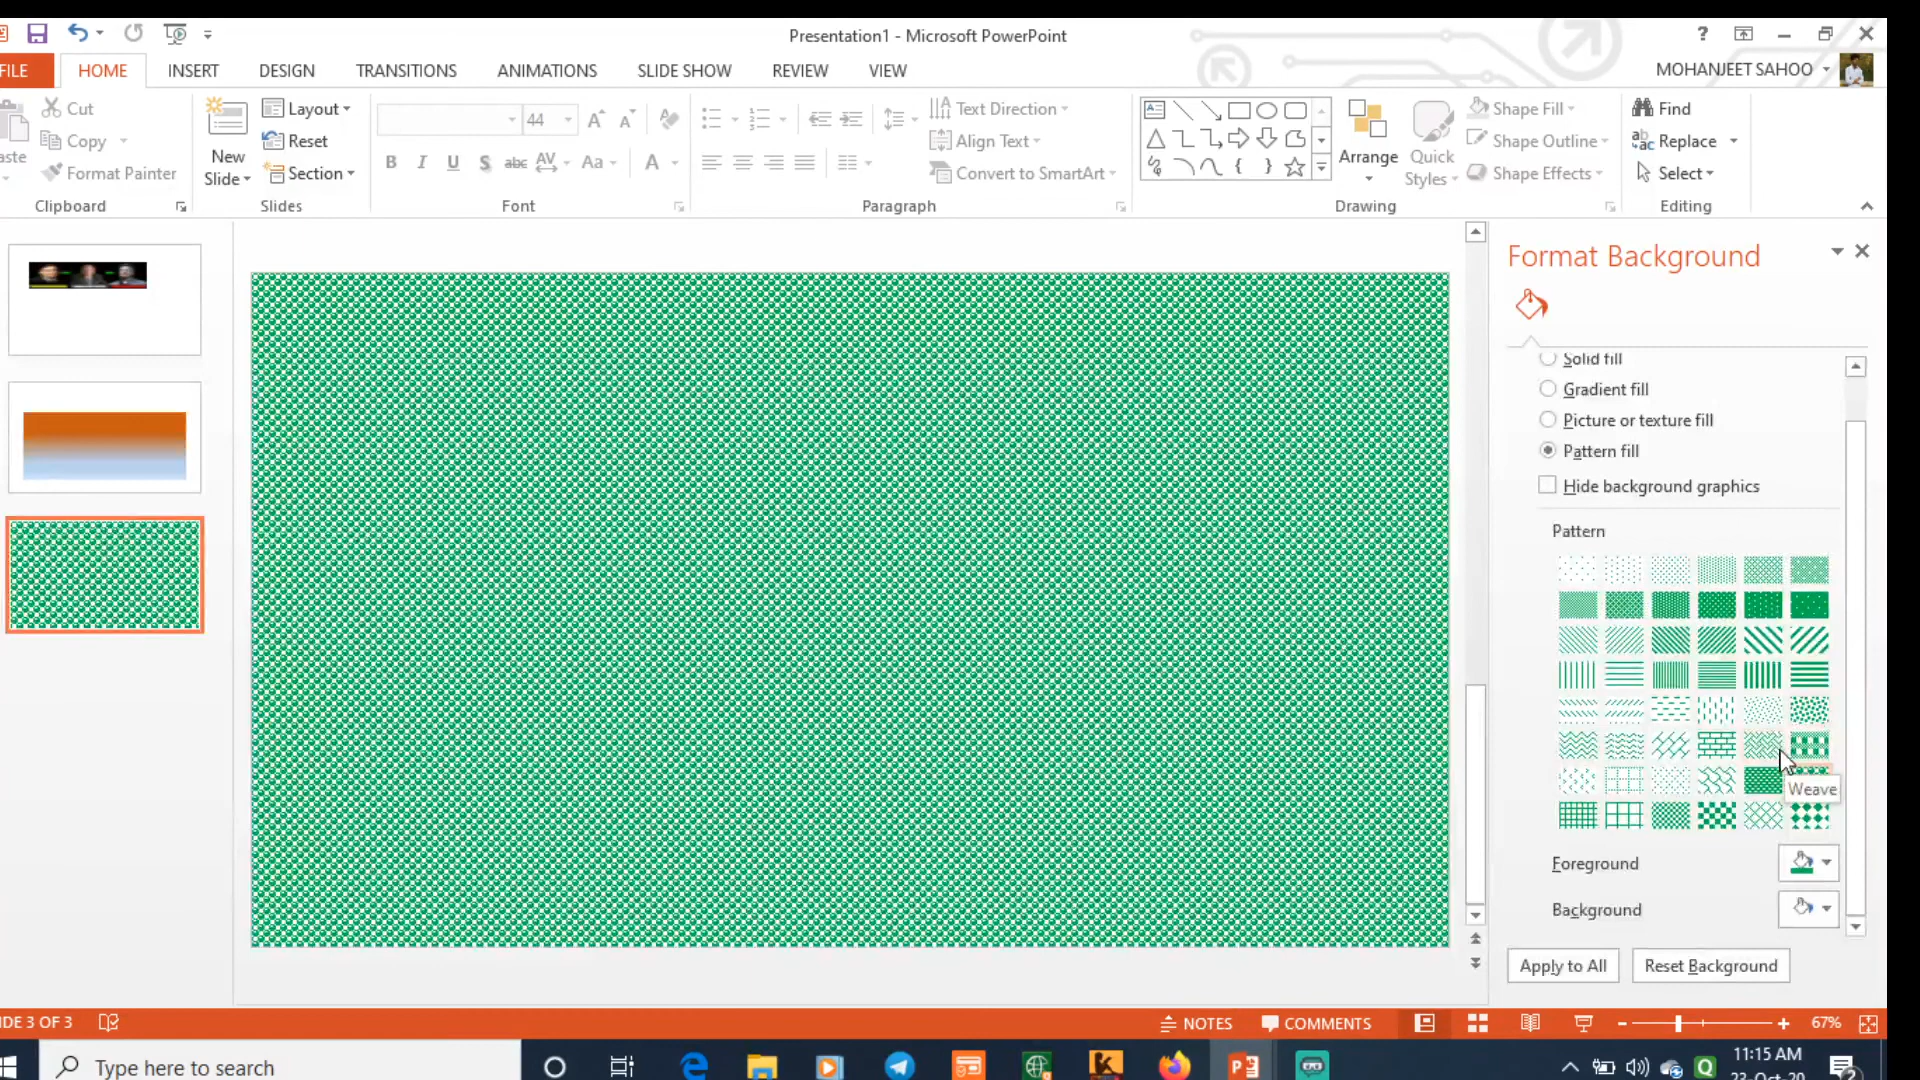 Presentation1 - Microsoft PowerPoint
FILE HOME INSERT DESIGN TRANSITIONS ANIMATIONS SLIDE SHOW REVIEW VIEW
MOHANJEET SAHOO
Cut
Copy
Format Painter
Clipboard
New
Slide
Layout
Reset
Section
Slides
44
B I U S abc AV Aa A
Font
Text Direction
Align Text
Convert to SmartArt
Paragraph
Arrange
Quick
Styles
Shape Fill
Shape Outline
Shape Effects
Drawing
Find
Replace
Select
Editing
Format Background
Solid fill
Gradient fill
Picture or texture fill
Pattern fill
Hide background graphics
Pattern
Weave
Foreground
Background
Apply to All Reset Background
IDE 3 OF 3
NOTES COMMENTS
67%
Type here to search
11:15 AM